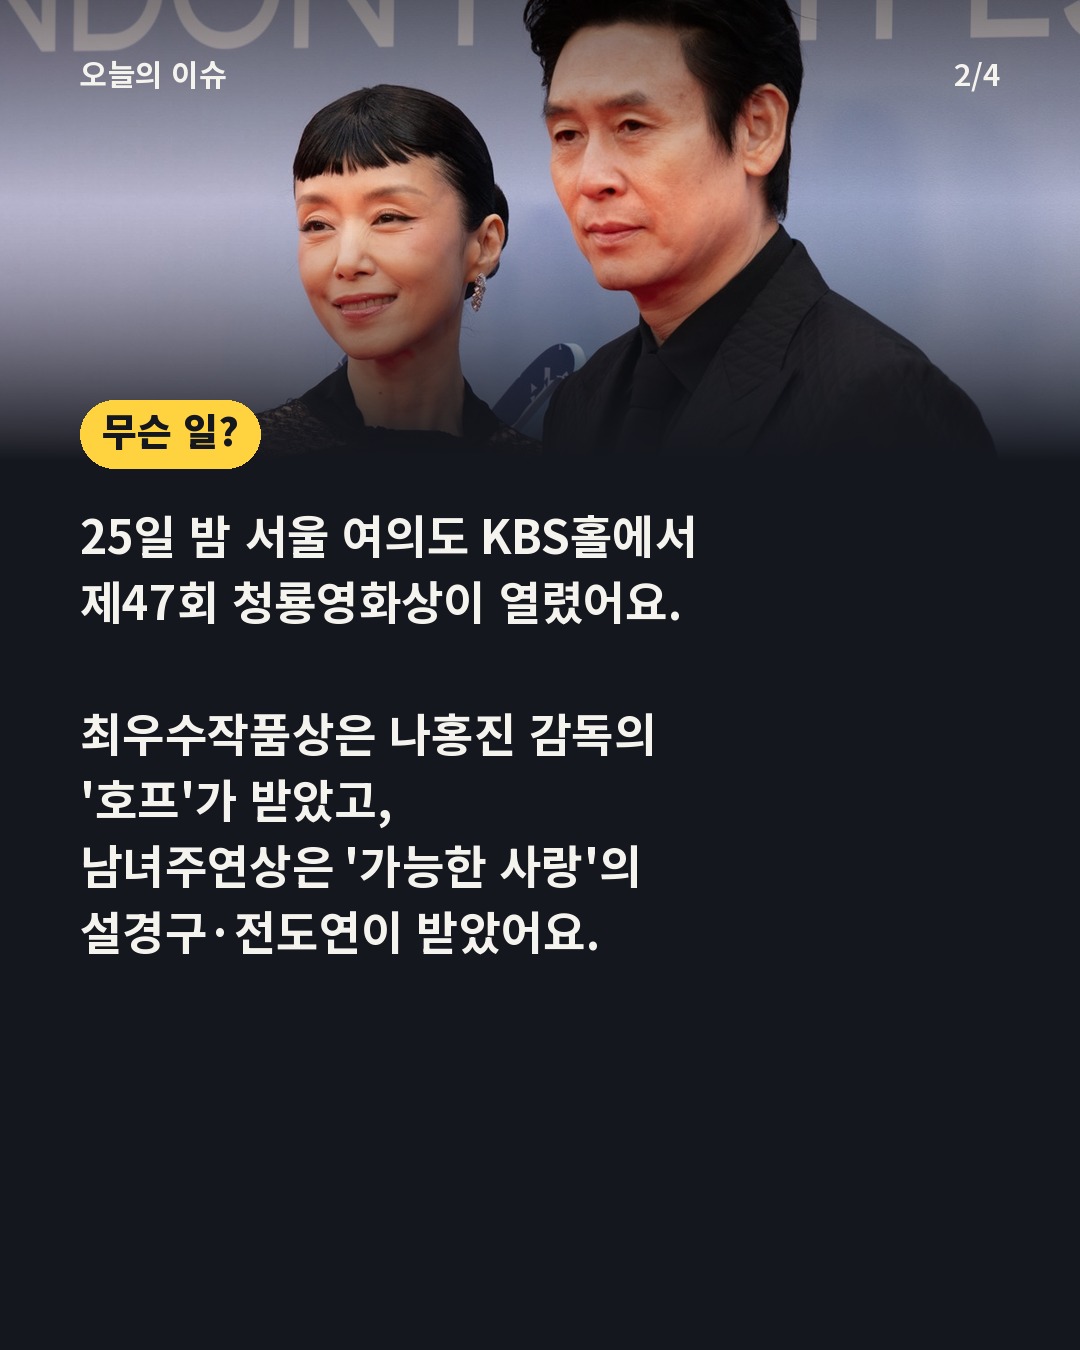 오늘의 이슈
2/4
무슨 일?
25일 밤 서울 여의도 KBS홀에서
제47회 청룡영화상이 열렸어요.
최우수작품상은 나홍진 감독의
'호프'가 받았고,
남녀주연상은 '가능한 사랑'의
설경구·전도연이 받았어요.